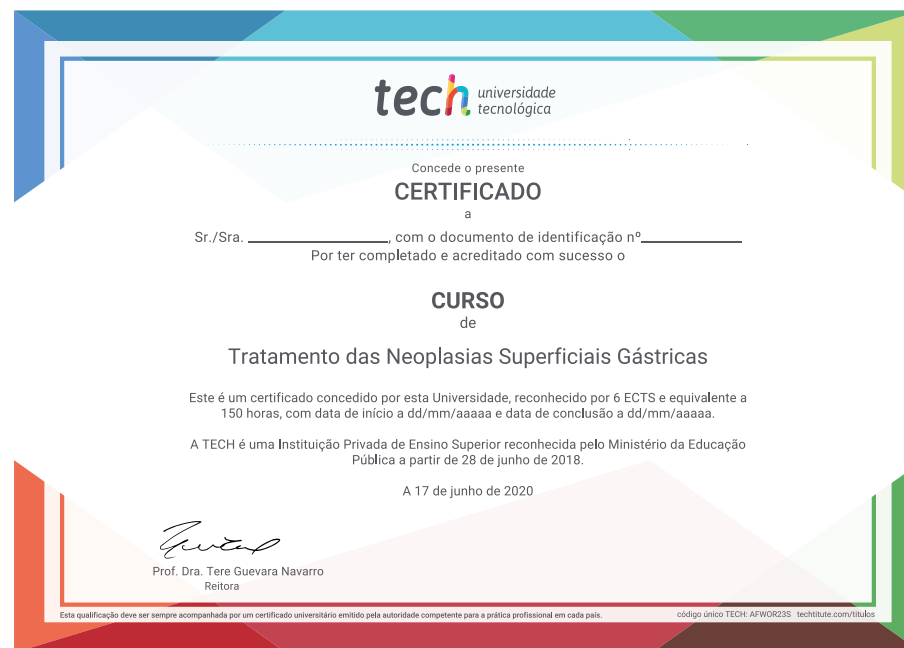 tech universidade
tecnológica
Concede o presente
CERTIFICADO
a
Sr./Sra. ____________________, com o documento de identificação nº______________
Por ter completado e acreditado com sucesso o
CURSO
de
Tratamento das Neoplasias Superficiais Gástricas
Este é um certificado concedido por esta Universidade, reconhecido por 6 ECTS e equivalente a
150 horas, com data de início a dd/mm/aaaaa e data de conclusão a dd/mm/aaaaa.
A TECH é uma Instituição Privada de Ensino Superior reconhecida pelo Ministério da Educação
Pública a partir de 28 de junho de 2018.
A 17 de junho de 2020
Prof. Dra. Tere Guevara Navarro
Reitora
Esta qualificação deve ser sempre acompanhada por um certificado universitário emitido pela autoridade competente para a prática profissional em cada país. código único TECH: AFWOR23S techtitute.com/títulos